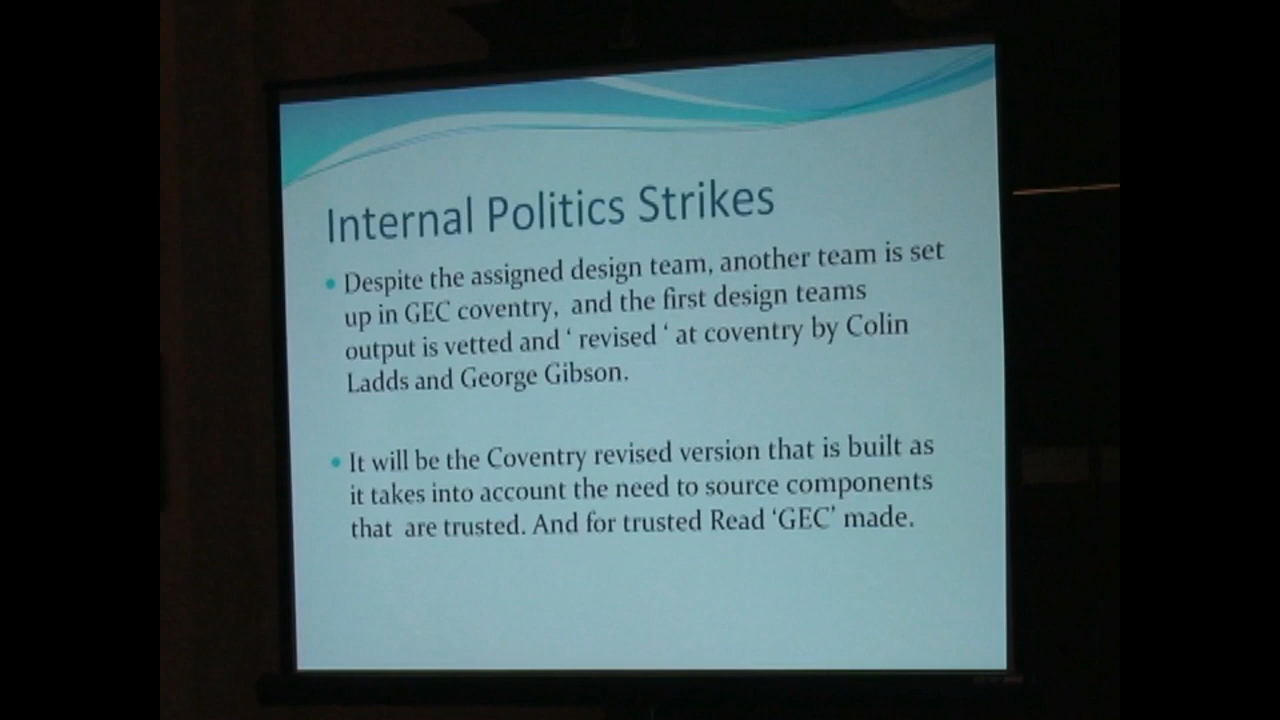 Internal Politics Strikes
• Despite the assigned design team, another team is set
up in GEC coventry, and the first design teams
output is vetted and ‘ revised ‘ at coventry by Colin
Ladds and George Gibson.
• It will be the Coventry revised version that is built as
it takes into account the need to source components
that are trusted. And for trusted Read ‘GEC’ made.